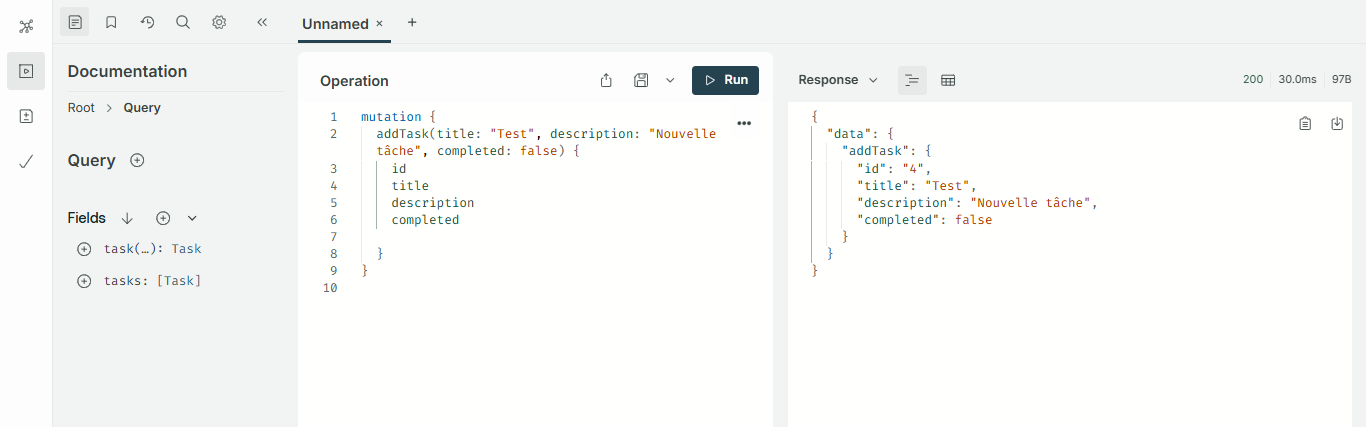 Unnamed × +
Documentation
Root > Query
Query
Fields
task(…): Task
tasks: [Task]
Operation
Run
1 mutation {
2 addTask(title: "Test", description: "Nouvelle
tâche", completed: false) {
3 id
4 title
5 description
6 completed
7
8 }
9 }
10
Response
200 30.0ms 97B
{
"data": {
"addTask": {
"id": "4",
"title": "Test",
"description": "Nouvelle tâche",
"completed": false
}
}
}